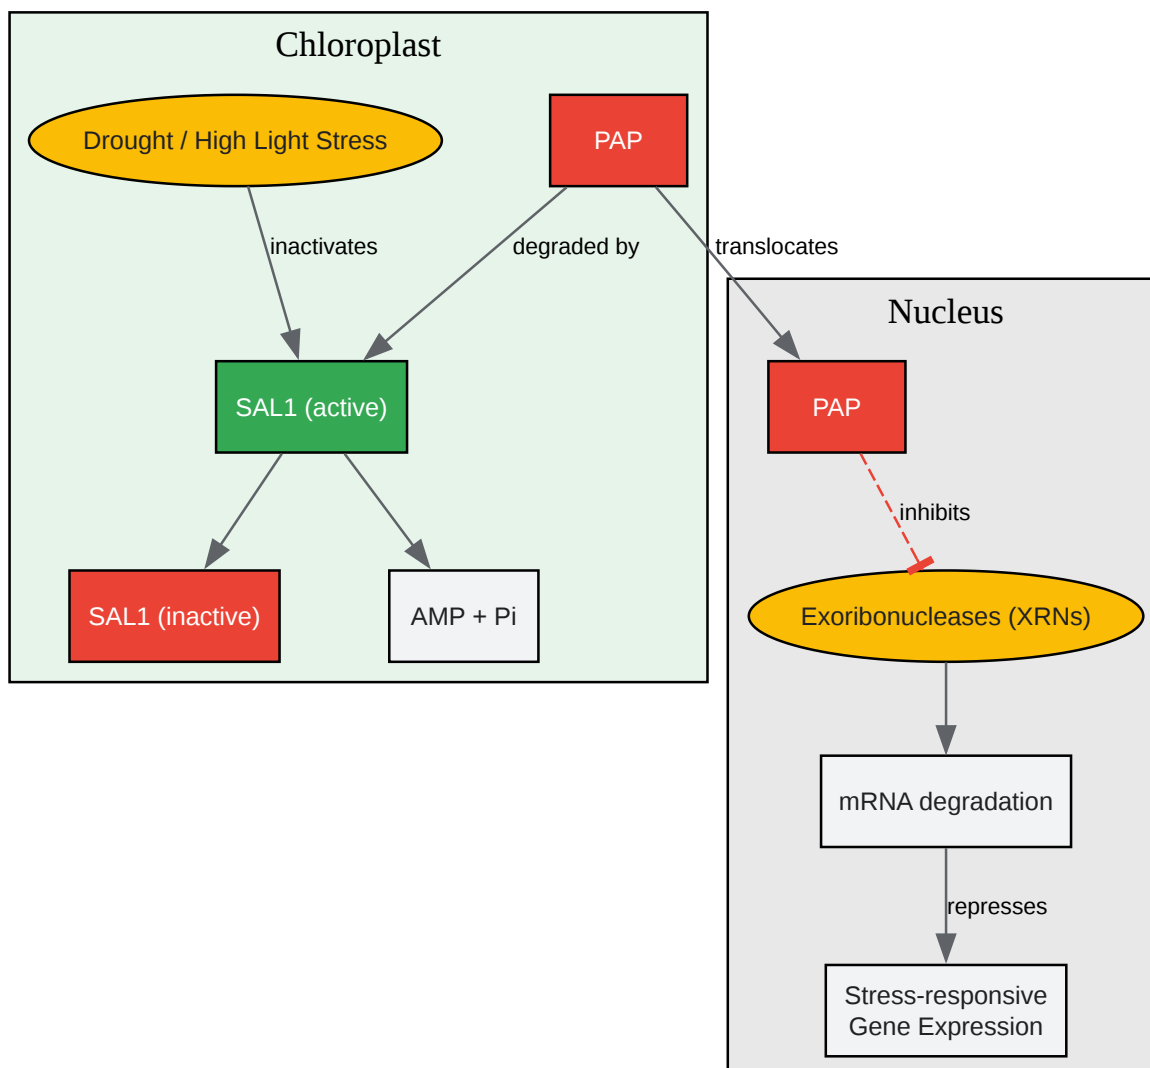 Chloroplast
Drought / High Light Stress
PAP
inactivates
degraded by
translocates
Nucleus
SAL1 (active)
PAP
inhibits
SAL1 (inactive)
AMP + Pi
Exoribonucleases (XRNs)
mRNA degradation
represses
Stress-responsive
Gene Expression